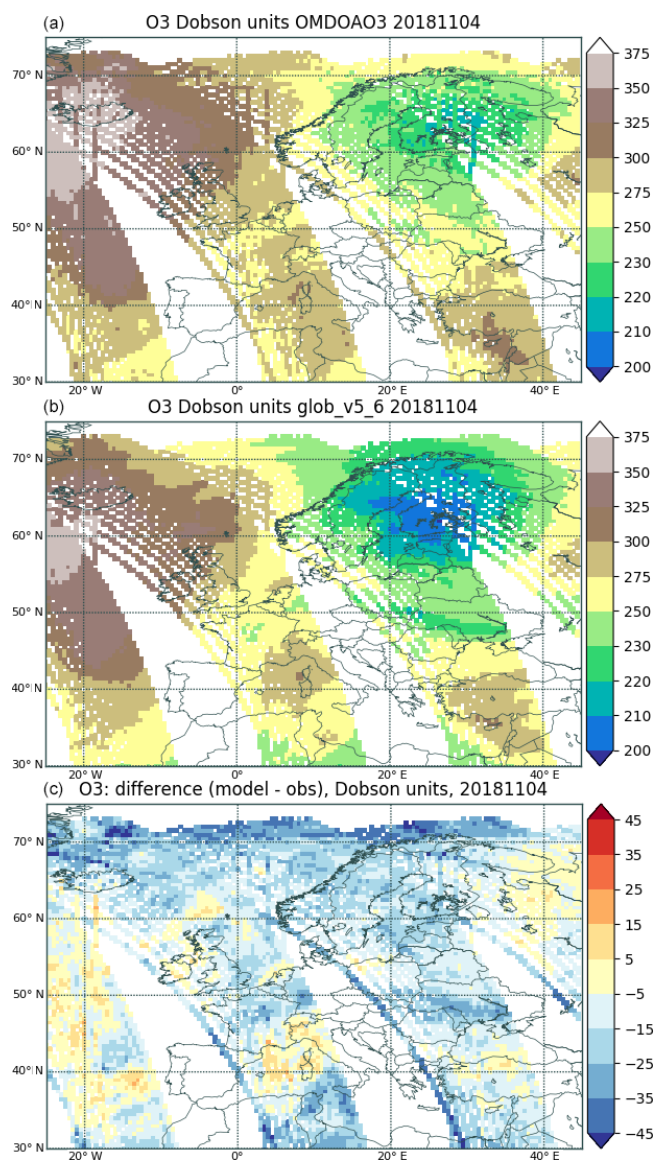 (a) O3 Dobson units OMDOAO3 20181104
70° N
60° N
50° N
40° N
30° N
20° W 0° 20° E 40° E
375
350
325
300
275
250
220
210
200
(b) O3 Dobson units glob_v5_6 20181104
70° N
60° N
50° N
40° N
30° N
20° W 0° 20° E 40° E
375
350
325
300
275
250
220
210
200
(c) O3: difference (model - obs), Dobson units, 20181104
70° N
60° N
50° N
40° N
30° N
20° W 0° 20° E 40° E
45
35
25
15
5
−5
−15
−25
−35
−45